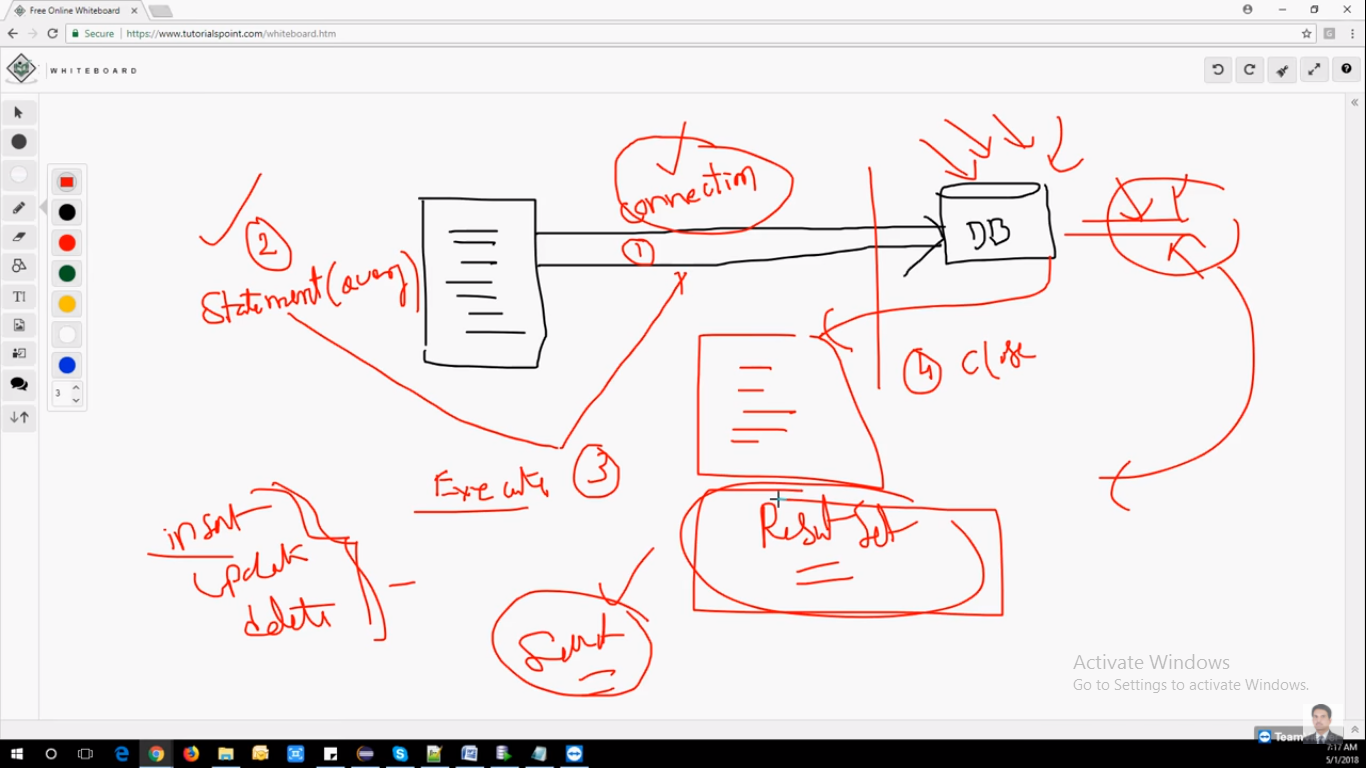 Free Online Whiteboard
Secure
https://www.tutorialspoint.com/whiteboard.htm
WHITEBOARD
3
connection
1
2
Statement(query)
DB
4 Close
Execute 3
insert
update
delete
Result Set
Select
Activate Windows
Go to Settings to activate Windows.
Team
7:17 AM
5/1/2018